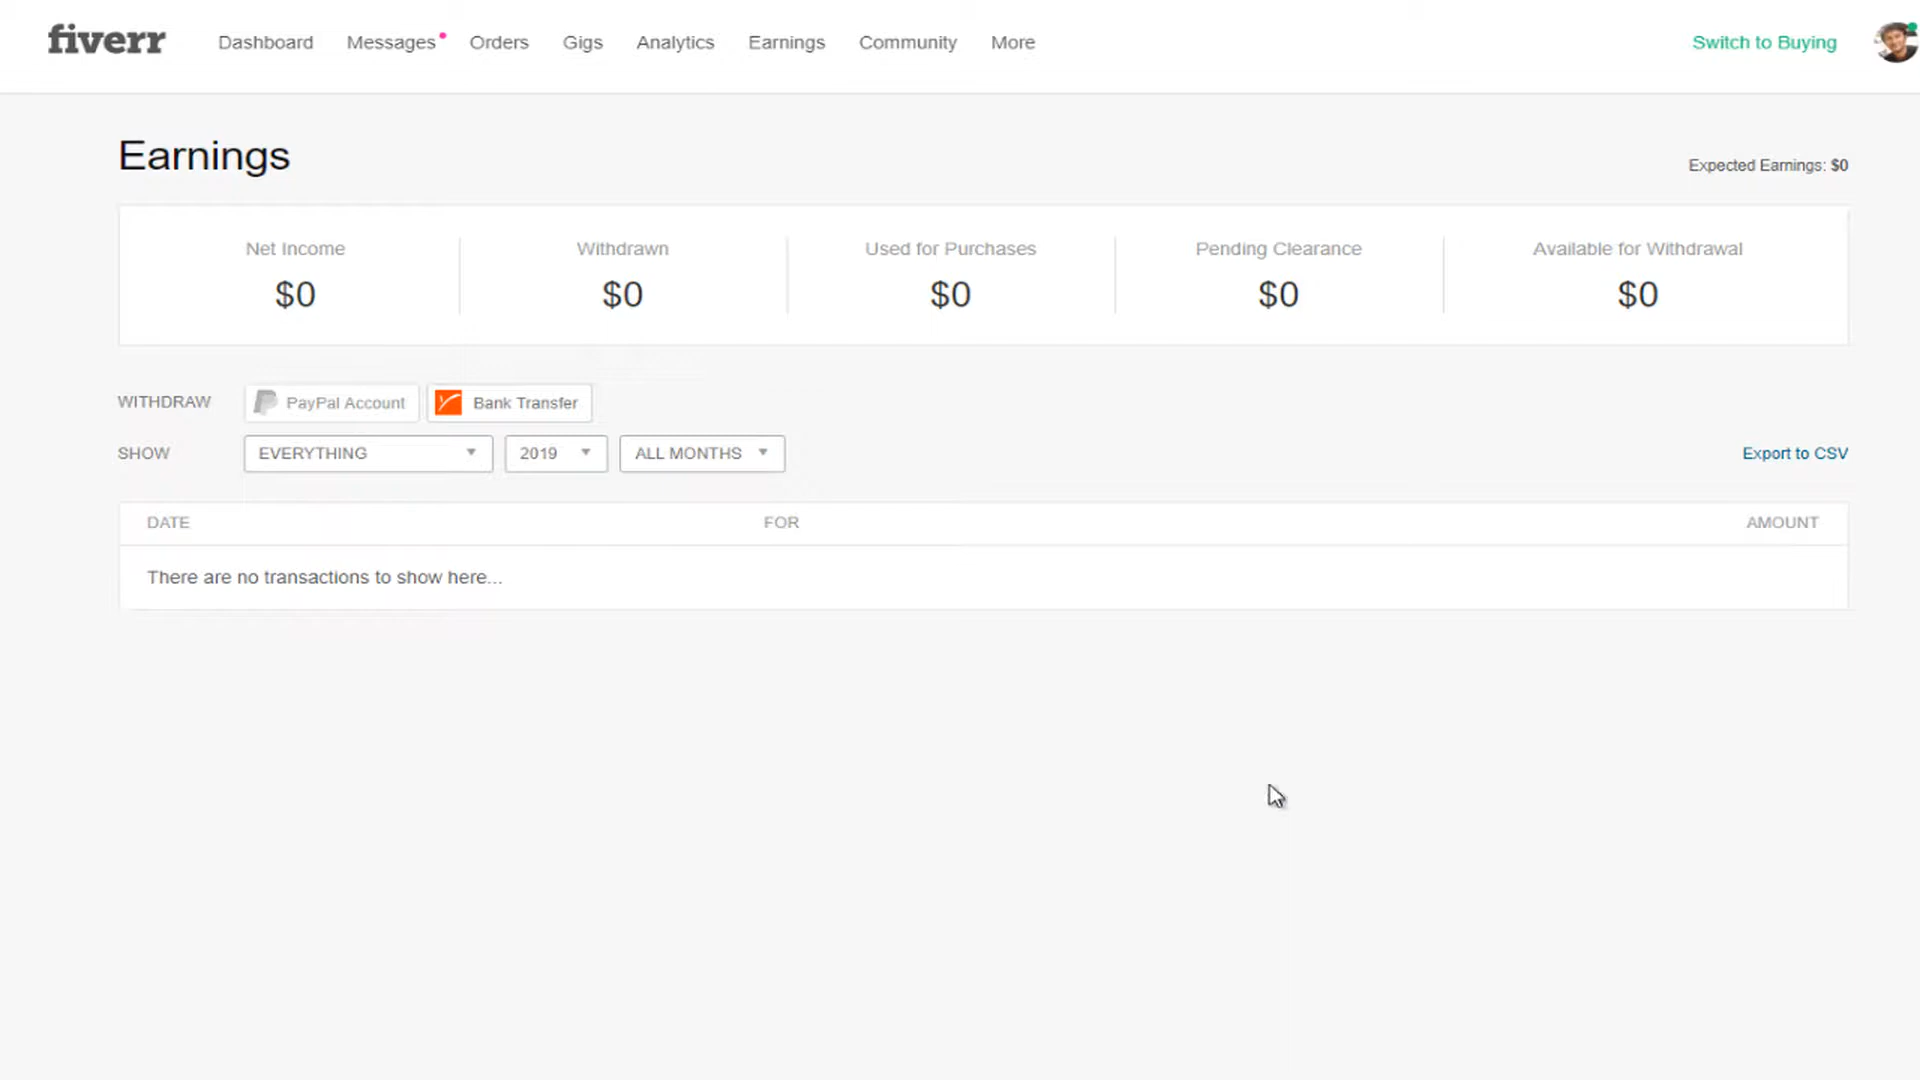 fiverr Dashboard Messages Orders Gigs Analytics Earnings Community More Switch to Buying
Earnings
Expected Earnings: $0
Net Income Withdrawn Used for Purchases Pending Clearance Available for Withdrawal
$0 $0 $0 $0 $0
WITHDRAW PayPal Account Bank Transfer
SHOW EVERYTHING 2019 ALL MONTHS Export to CSV
DATE FOR AMOUNT
There are no transactions to show here...